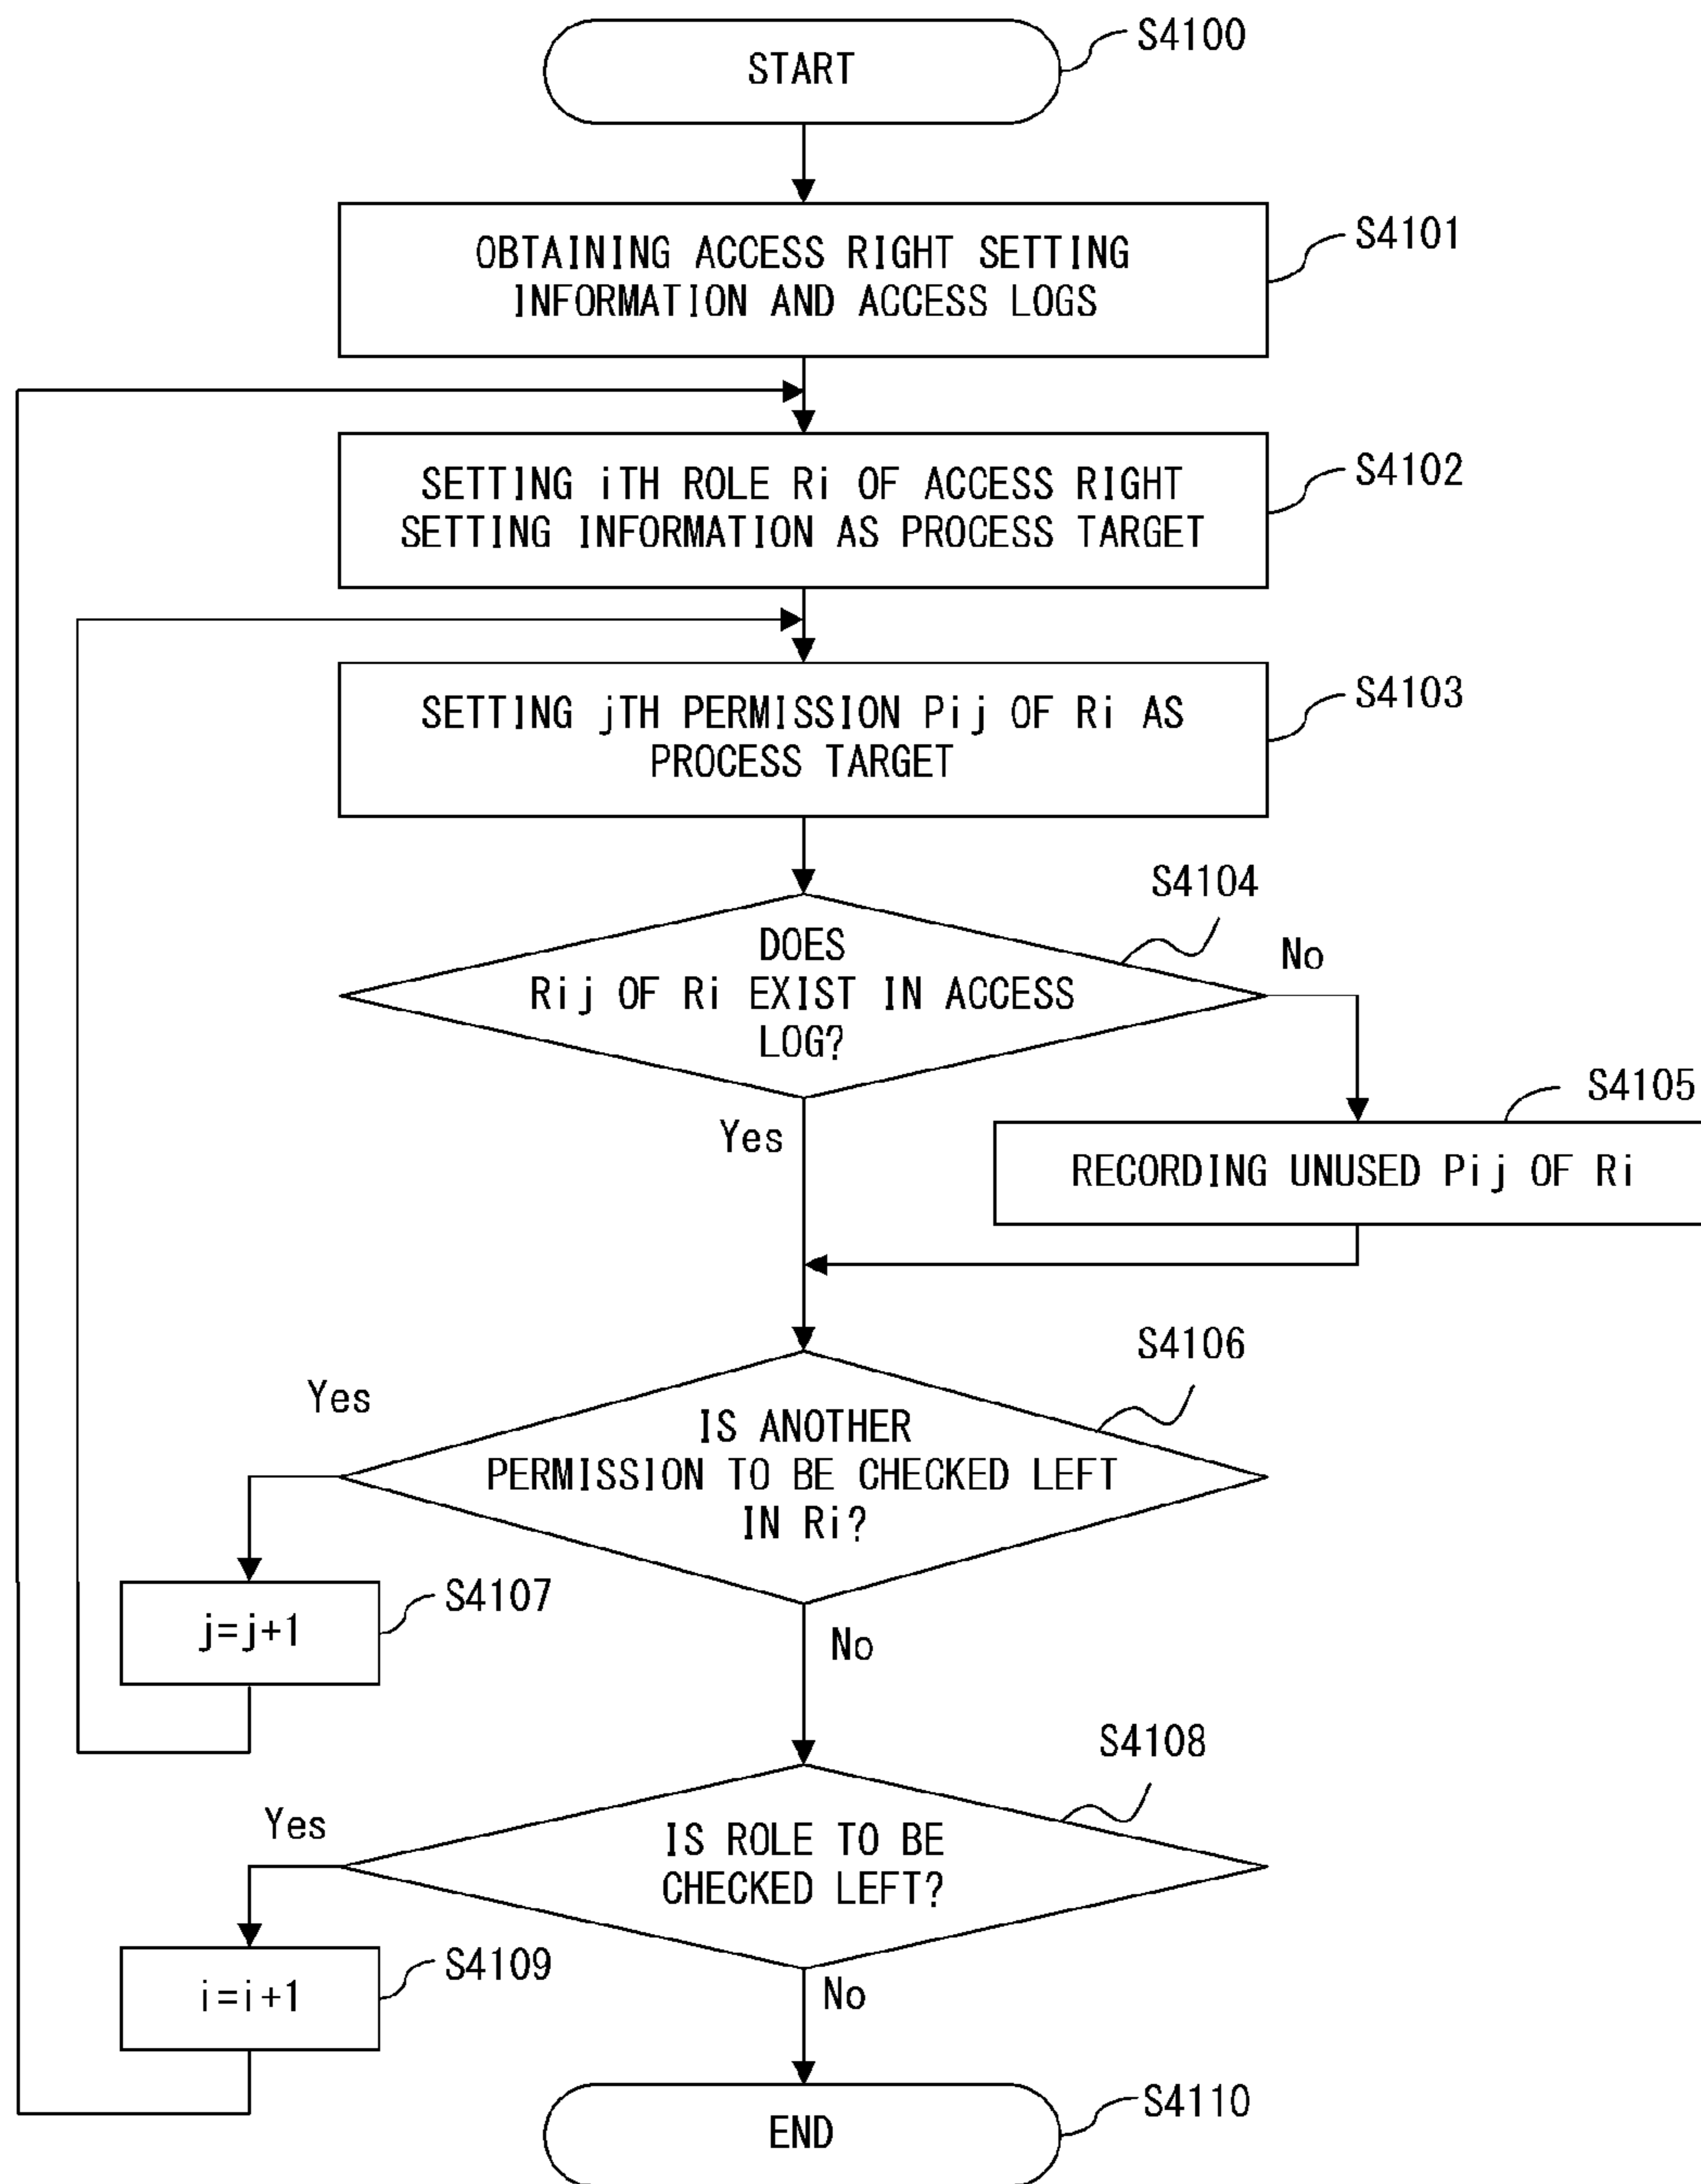 START
S4100
OBTAINING ACCESS RIGHT SETTING
INFORMATION AND ACCESS LOGS
S4101
SETTING iTH ROLE Ri OF ACCESS RIGHT
SETTING INFORMATION AS PROCESS TARGET
S4102
SETTING jTH PERMISSION Pij OF Ri AS
PROCESS TARGET
S4103
S4104
DOES
Rij OF Ri EXIST IN ACCESS
LOG?
No
Yes
S4105
RECORDING UNUSED Pij OF Ri
S4106
Yes
IS ANOTHER
PERMISSION TO BE CHECKED LEFT
IN Ri?
j=j+1
S4107
No
S4108
Yes
IS ROLE TO BE
CHECKED LEFT?
i=i+1
S4109
No
END
S4110